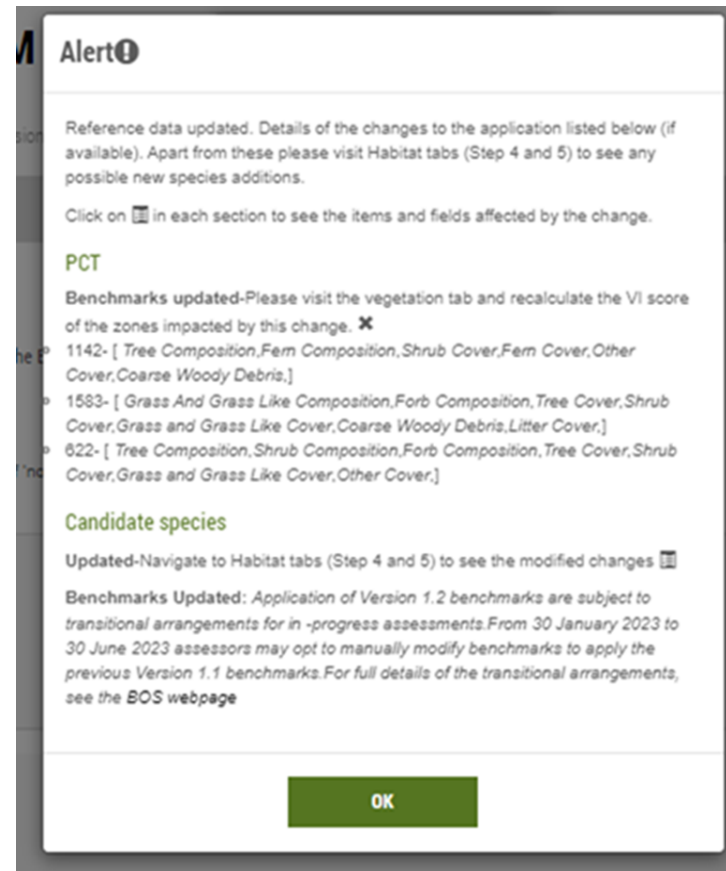 M
Alert
sion
Reference data updated. Details of the changes to the application listed below (if
available). Apart from these please visit Habitat tabs (Step 4 and 5) to see any
possible new species additions.
Click on in each section to see the items and fields affected by the change.
PCT
Benchmarks updated-Please visit the vegetation tab and recalculate the VI score
of the zones impacted by this change. ✖
he
1142- [ Tree Composition,Fern Composition,Shrub Cover,Fern Cover,Other
Cover,Coarse Woody Debris,]
1583- [ Grass And Grass Like Composition,Forb Composition,Tree Cover,Shrub
Cover,Grass and Grass Like Cover,Coarse Woody Debris,Litter Cover,]
622- [ Tree Composition,Shrub Composition,Forb Composition,Tree Cover,Shrub
Cover,Grass and Grass Like Cover,Other Cover,]
Candidate species
Updated-Navigate to Habitat tabs (Step 4 and 5) to see the modified changes
Benchmarks Updated: Application of Version 1.2 benchmarks are subject to
transitional arrangements for in -progress assessments.From 30 January 2023 to
30 June 2023 assessors may opt to manually modify benchmarks to apply the
previous Version 1.1 benchmarks.For full details of the transitional arrangements,
see the BOS webpage
OK